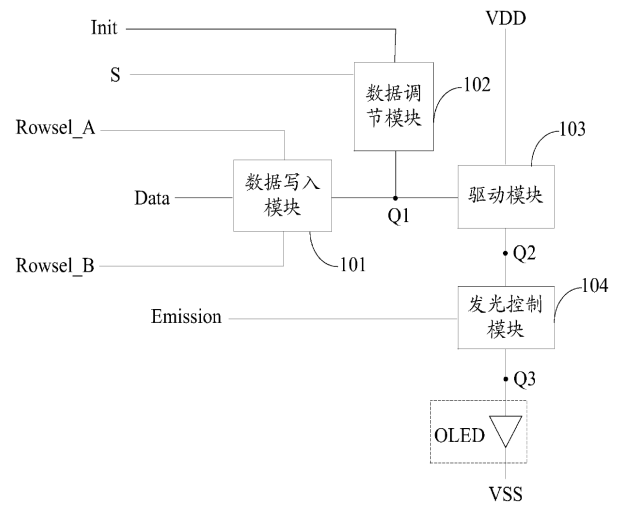 Init
VDD
S
数据调
节模块
102
Rowsel_A
103
数据写入
模块
驱动模块
Data
Q1
101
Q2
Rowsel_B
104
发光控制
模块
Emission
Q3
OLED
VSS